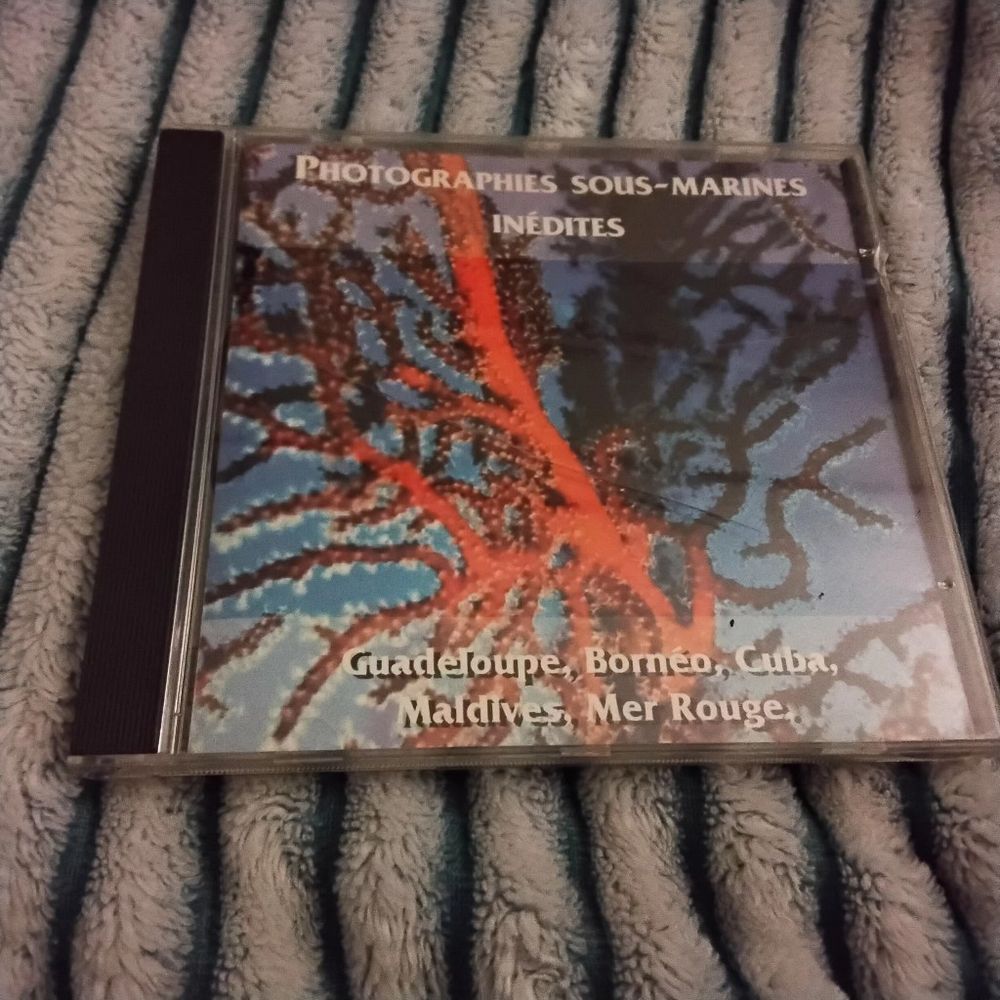 Photographies sous-marines
inédites
Guadeloupe, Bornéo, Cuba,
Maldives, Mer Rouge.